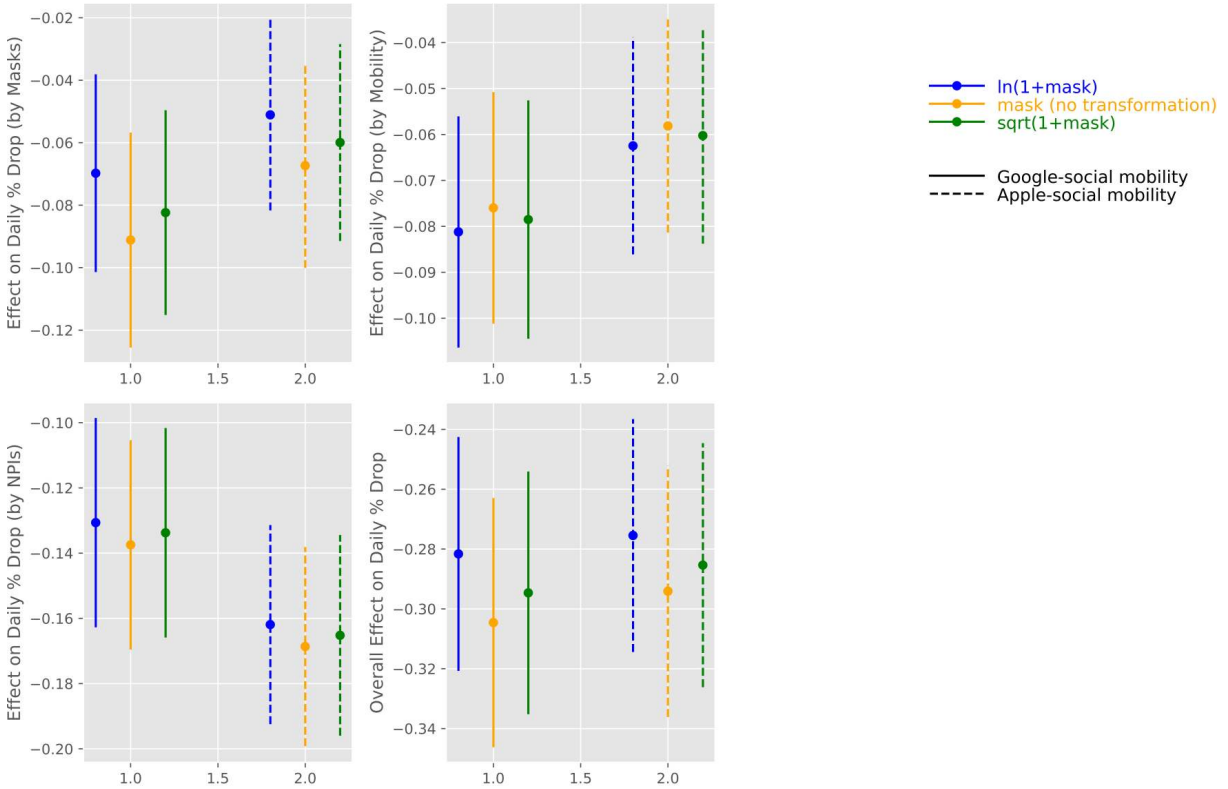 Effect on Daily % Drop (by Masks)
−0.02
−0.04
−0.06
−0.08
−0.10
−0.12
1.0 1.5 2.0
Effect on Daily % Drop (by Mobility)
−0.04
−0.05
−0.06
−0.07
−0.08
−0.09
−0.10
1.0 1.5 2.0
ln(1+mask)
mask (no transformation)
sqrt(1+mask)
Google-social mobility
Apple-social mobility
Effect on Daily % Drop (by NPIs)
−0.10
−0.12
−0.14
−0.16
−0.18
−0.20
1.0 1.5 2.0
Overall Effect on Daily % Drop
−0.24
−0.26
−0.28
−0.30
−0.32
−0.34
1.0 1.5 2.0